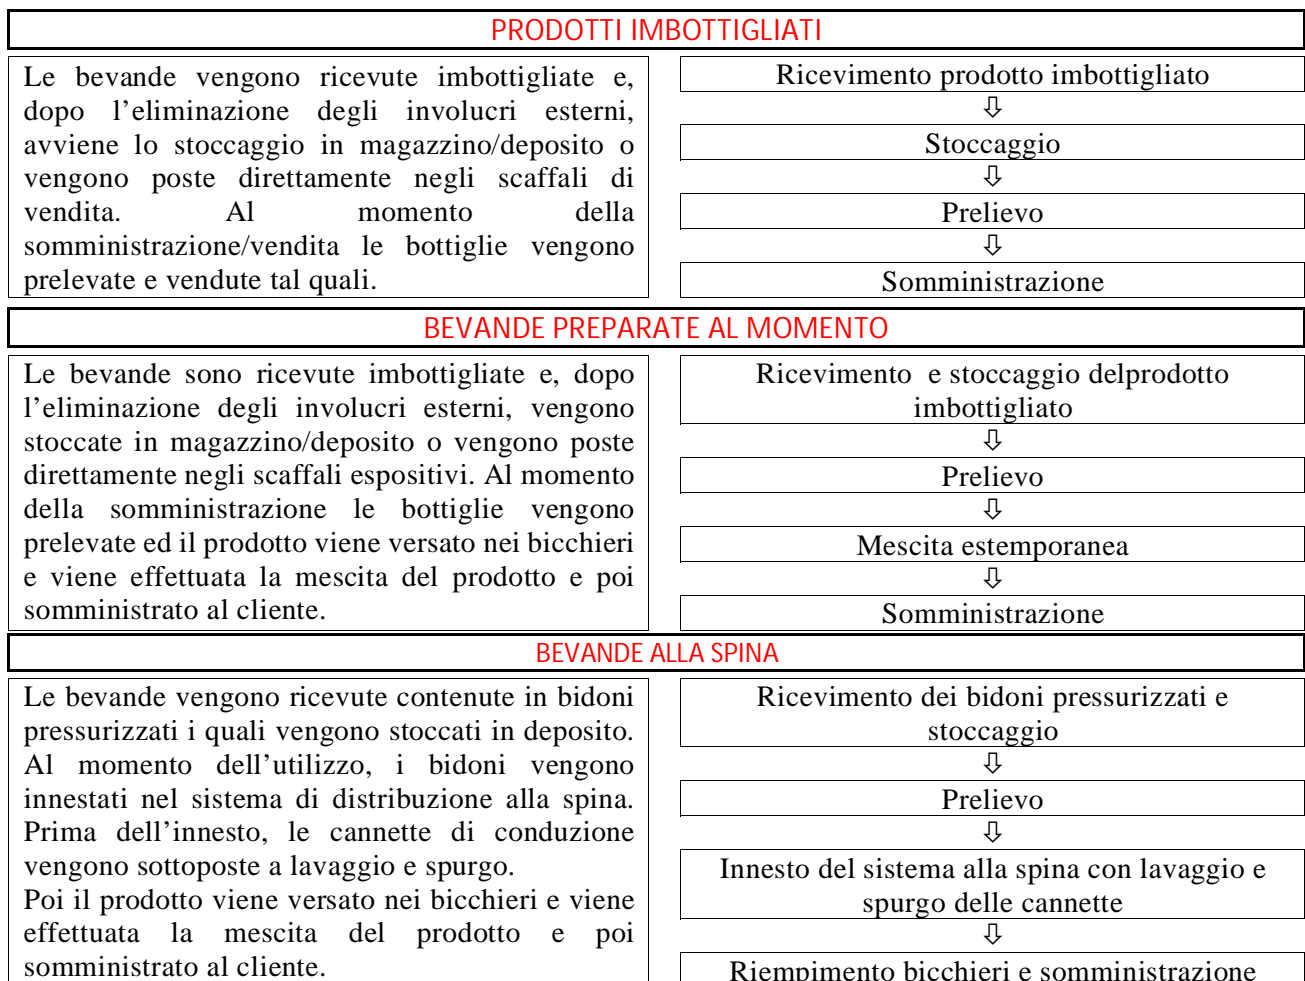 PRODOTTI IMBOTTIGLIATI
Le bevande vengono ricevute imbottigliate e,
dopo l’eliminazione degli involucri esterni,
avviene lo stoccaggio in magazzino/deposito o
vengono poste direttamente negli scaffali di
vendita. Al momento della
somministrazione/vendita le bottiglie vengono
prelevate e vendute tal quali.
Ricevimento prodotto imbottigliato
⇩
Stoccaggio
⇩
Prelievo
⇩
Somministrazione
BEVANDE PREPARATE AL MOMENTO
Le bevande sono ricevute imbottigliate e, dopo
l’eliminazione degli involucri esterni, vengono
stoccate in magazzino/deposito o vengono poste
direttamente negli scaffali espositivi. Al momento
della somministrazione le bottiglie vengono
prelevate ed il prodotto viene versato nei bicchieri
e viene effettuata la mescita del prodotto e poi
somministrato al cliente.
Ricevimento e stoccaggio delprodotto
imbottigliato
⇩
Prelievo
⇩
Mescita estemporanea
⇩
Somministrazione
BEVANDE ALLA SPINA
Le bevande vengono ricevute contenute in bidoni
pressurizzati i quali vengono stoccati in deposito.
Al momento dell’utilizzo, i bidoni vengono
innestati nel sistema di distribuzione alla spina.
Prima dell’innesto, le cannette di conduzione
vengono sottoposte a lavaggio e spurgo.
Poi il prodotto viene versato nei bicchieri e viene
effettuata la mescita del prodotto e poi
somministrato al cliente.
Ricevimento dei bidoni pressurizzati e
stoccaggio
⇩
Prelievo
⇩
Innesto del sistema alla spina con lavaggio e
spurgo delle cannette
⇩
Riempimento bicchieri e somministrazione